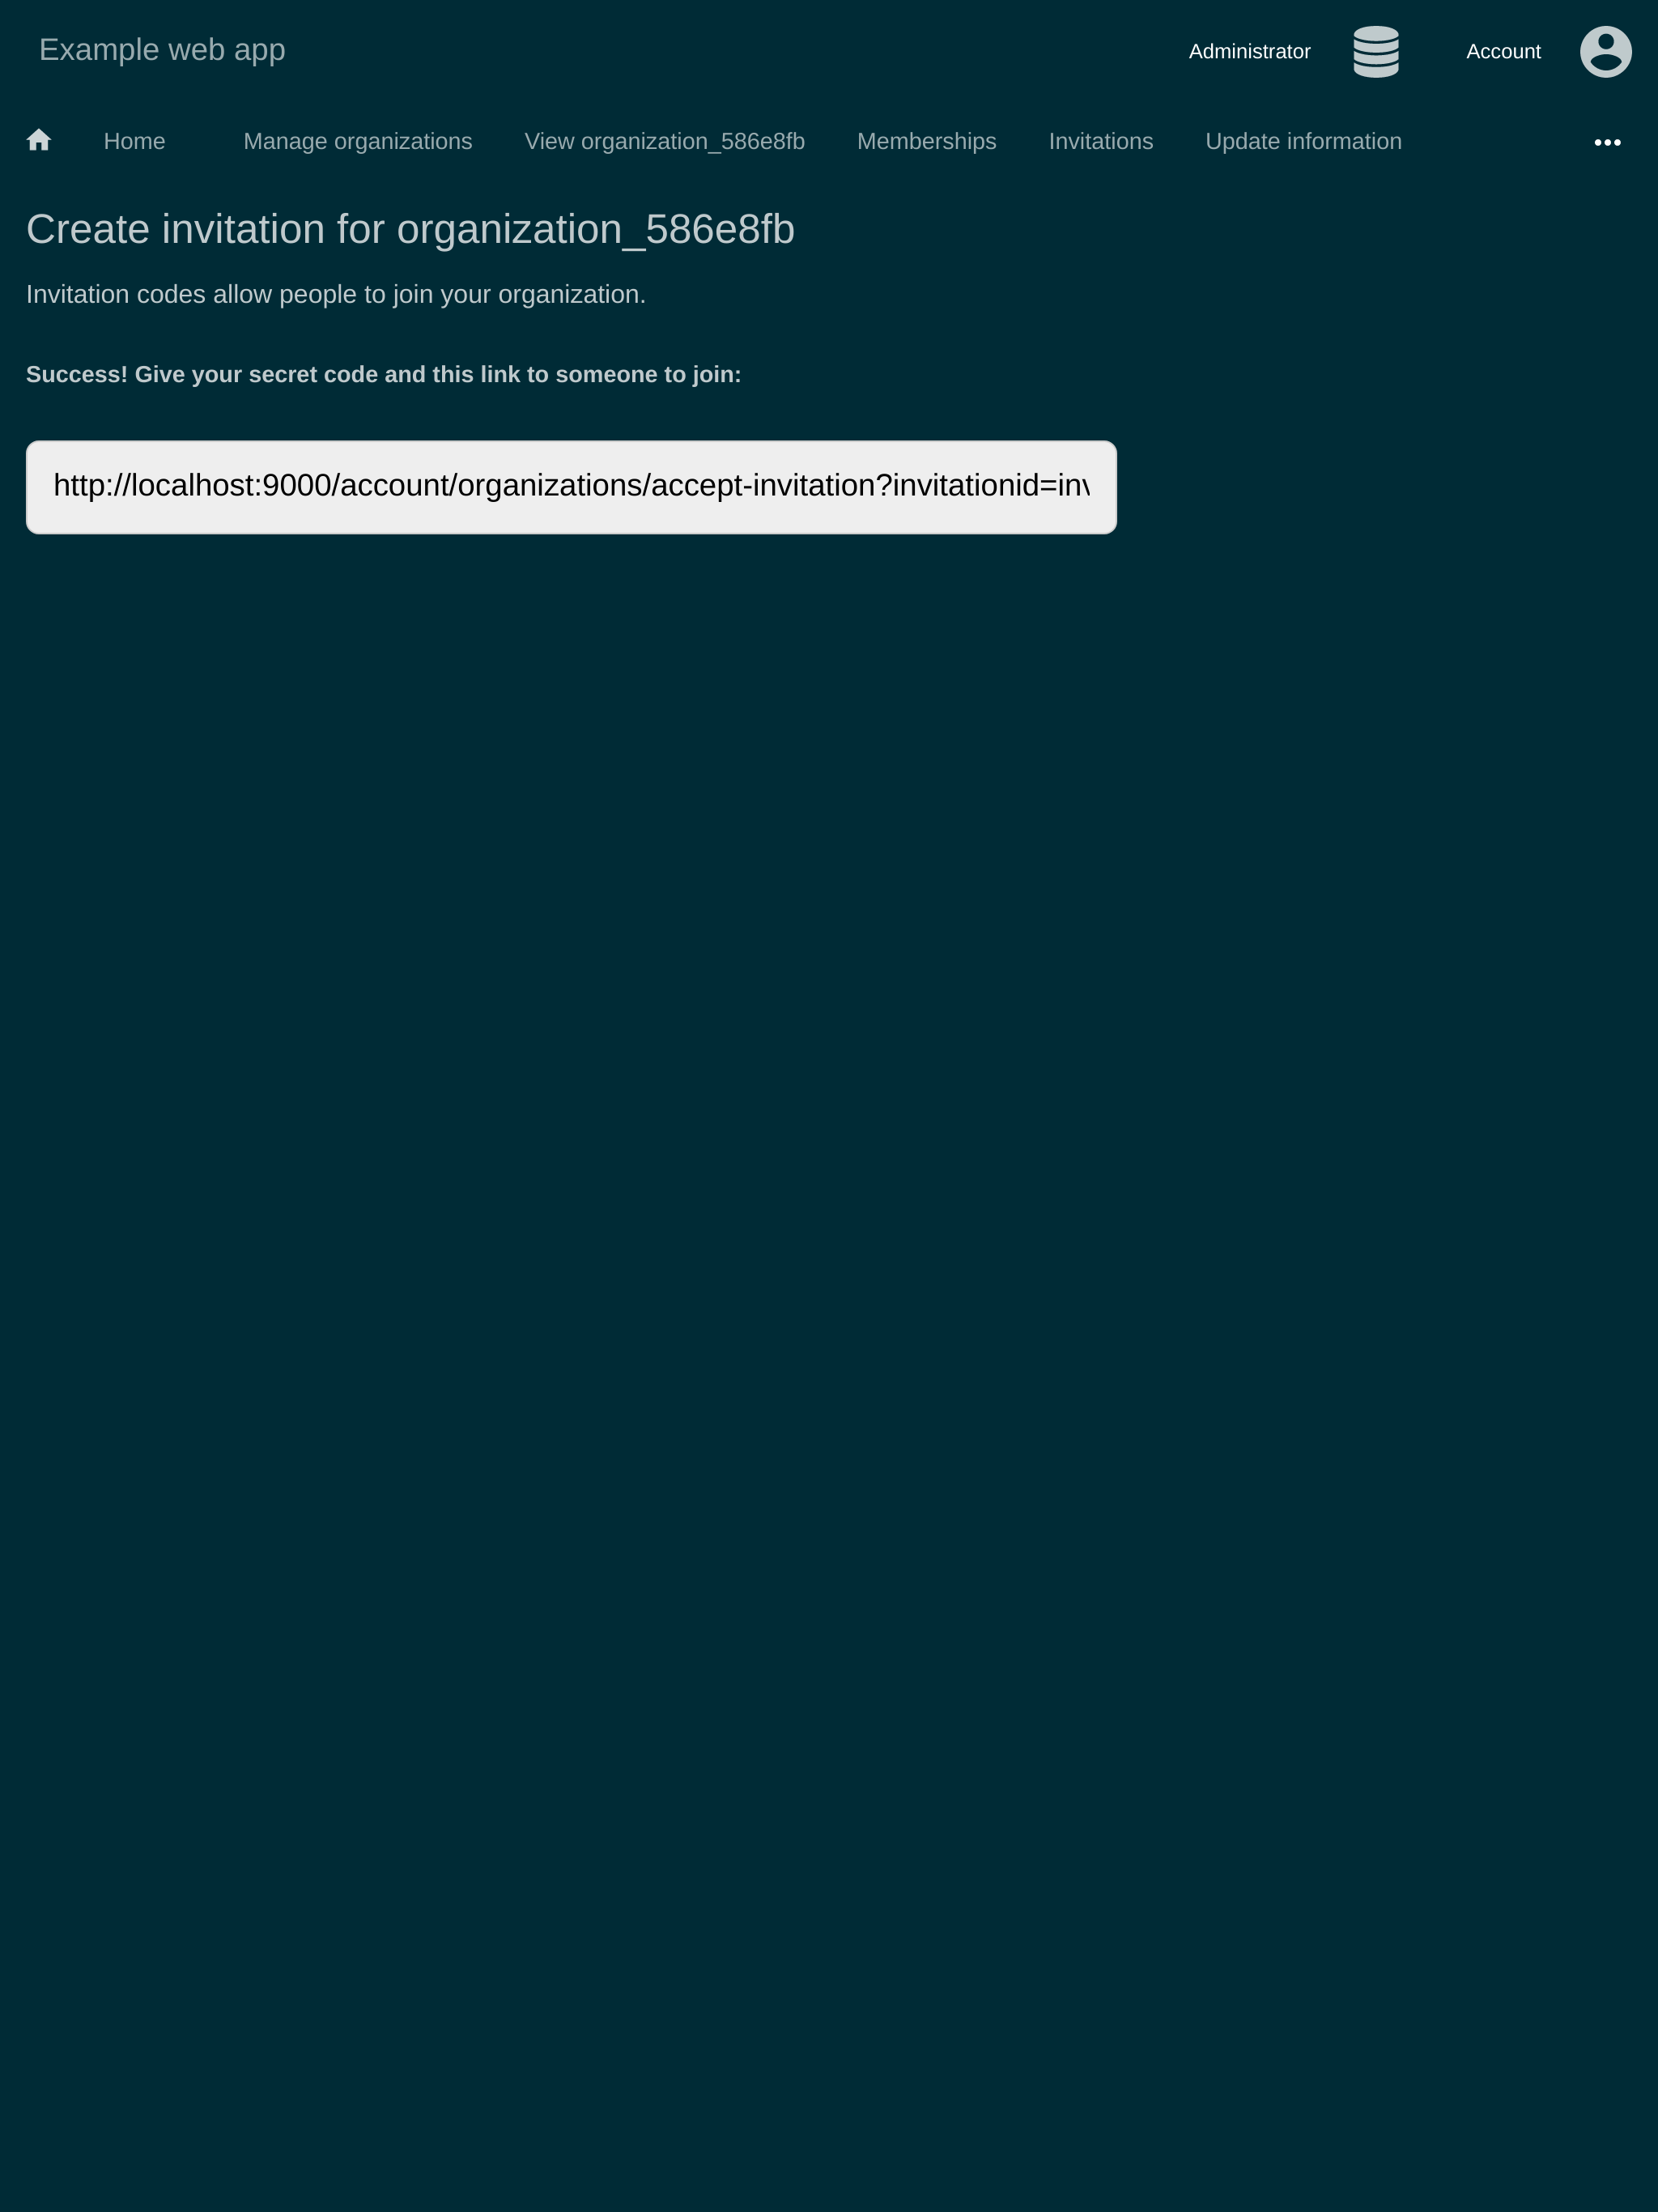 Example web app
Administrator
Account
Home
Manage organizations
View organization_586e8fb
Memberships
Invitations
Update information
Create invitation for organization_586e8fb
Invitation codes allow people to join your organization.
Success! Give your secret code and this link to someone to join:
http://localhost:9000/account/organizations/accept-invitation?invitationid=inv